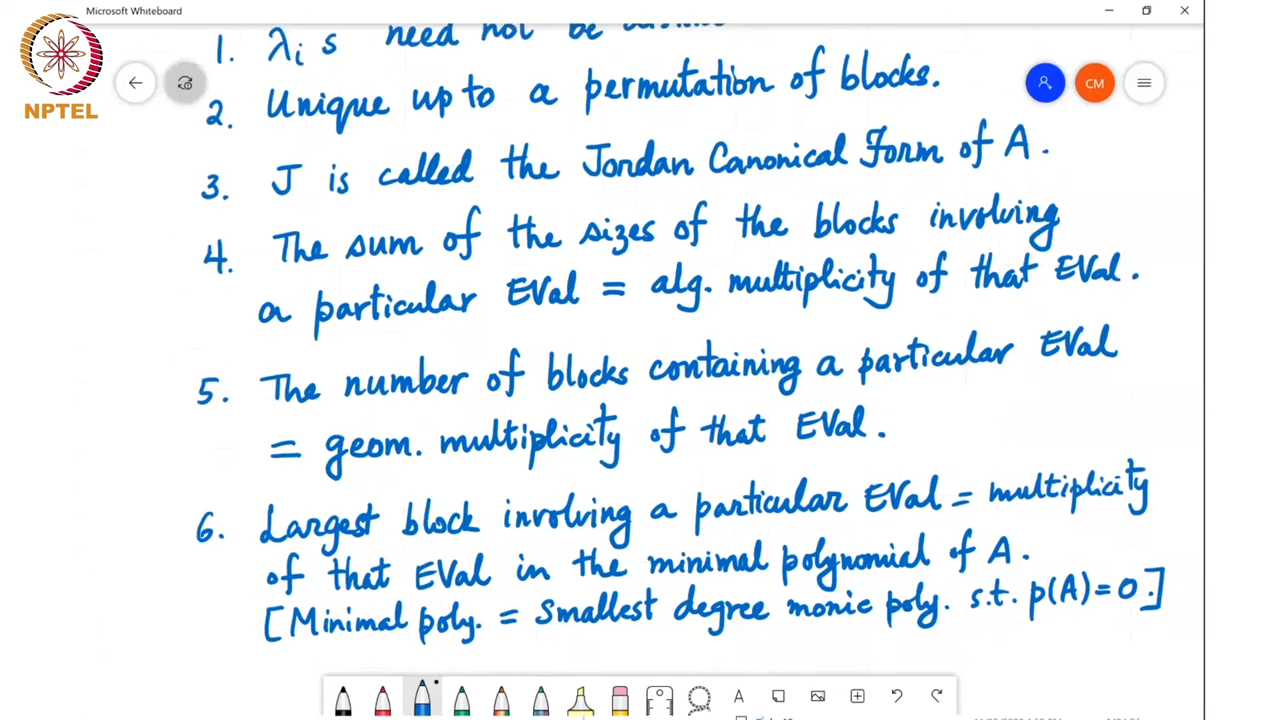 Microsoft Whiteboard
NPTEL
CM
1. λi s need not be
2. Unique up to a permutation of blocks.
3. J is called the Jordan Canonical Form of A.
4. The sum of the sizes of the blocks involving
a particular EVal = alg. multiplicity of that EVal.
5. The number of blocks containing a particular EVal
= geom. multiplicity of that EVal.
6. Largest block involving a particular EVal = multiplicity
of that EVal in the minimal polynomial of A.
[Minimal poly. = Smallest degree monic poly. s.t. p(A)=0.]
A